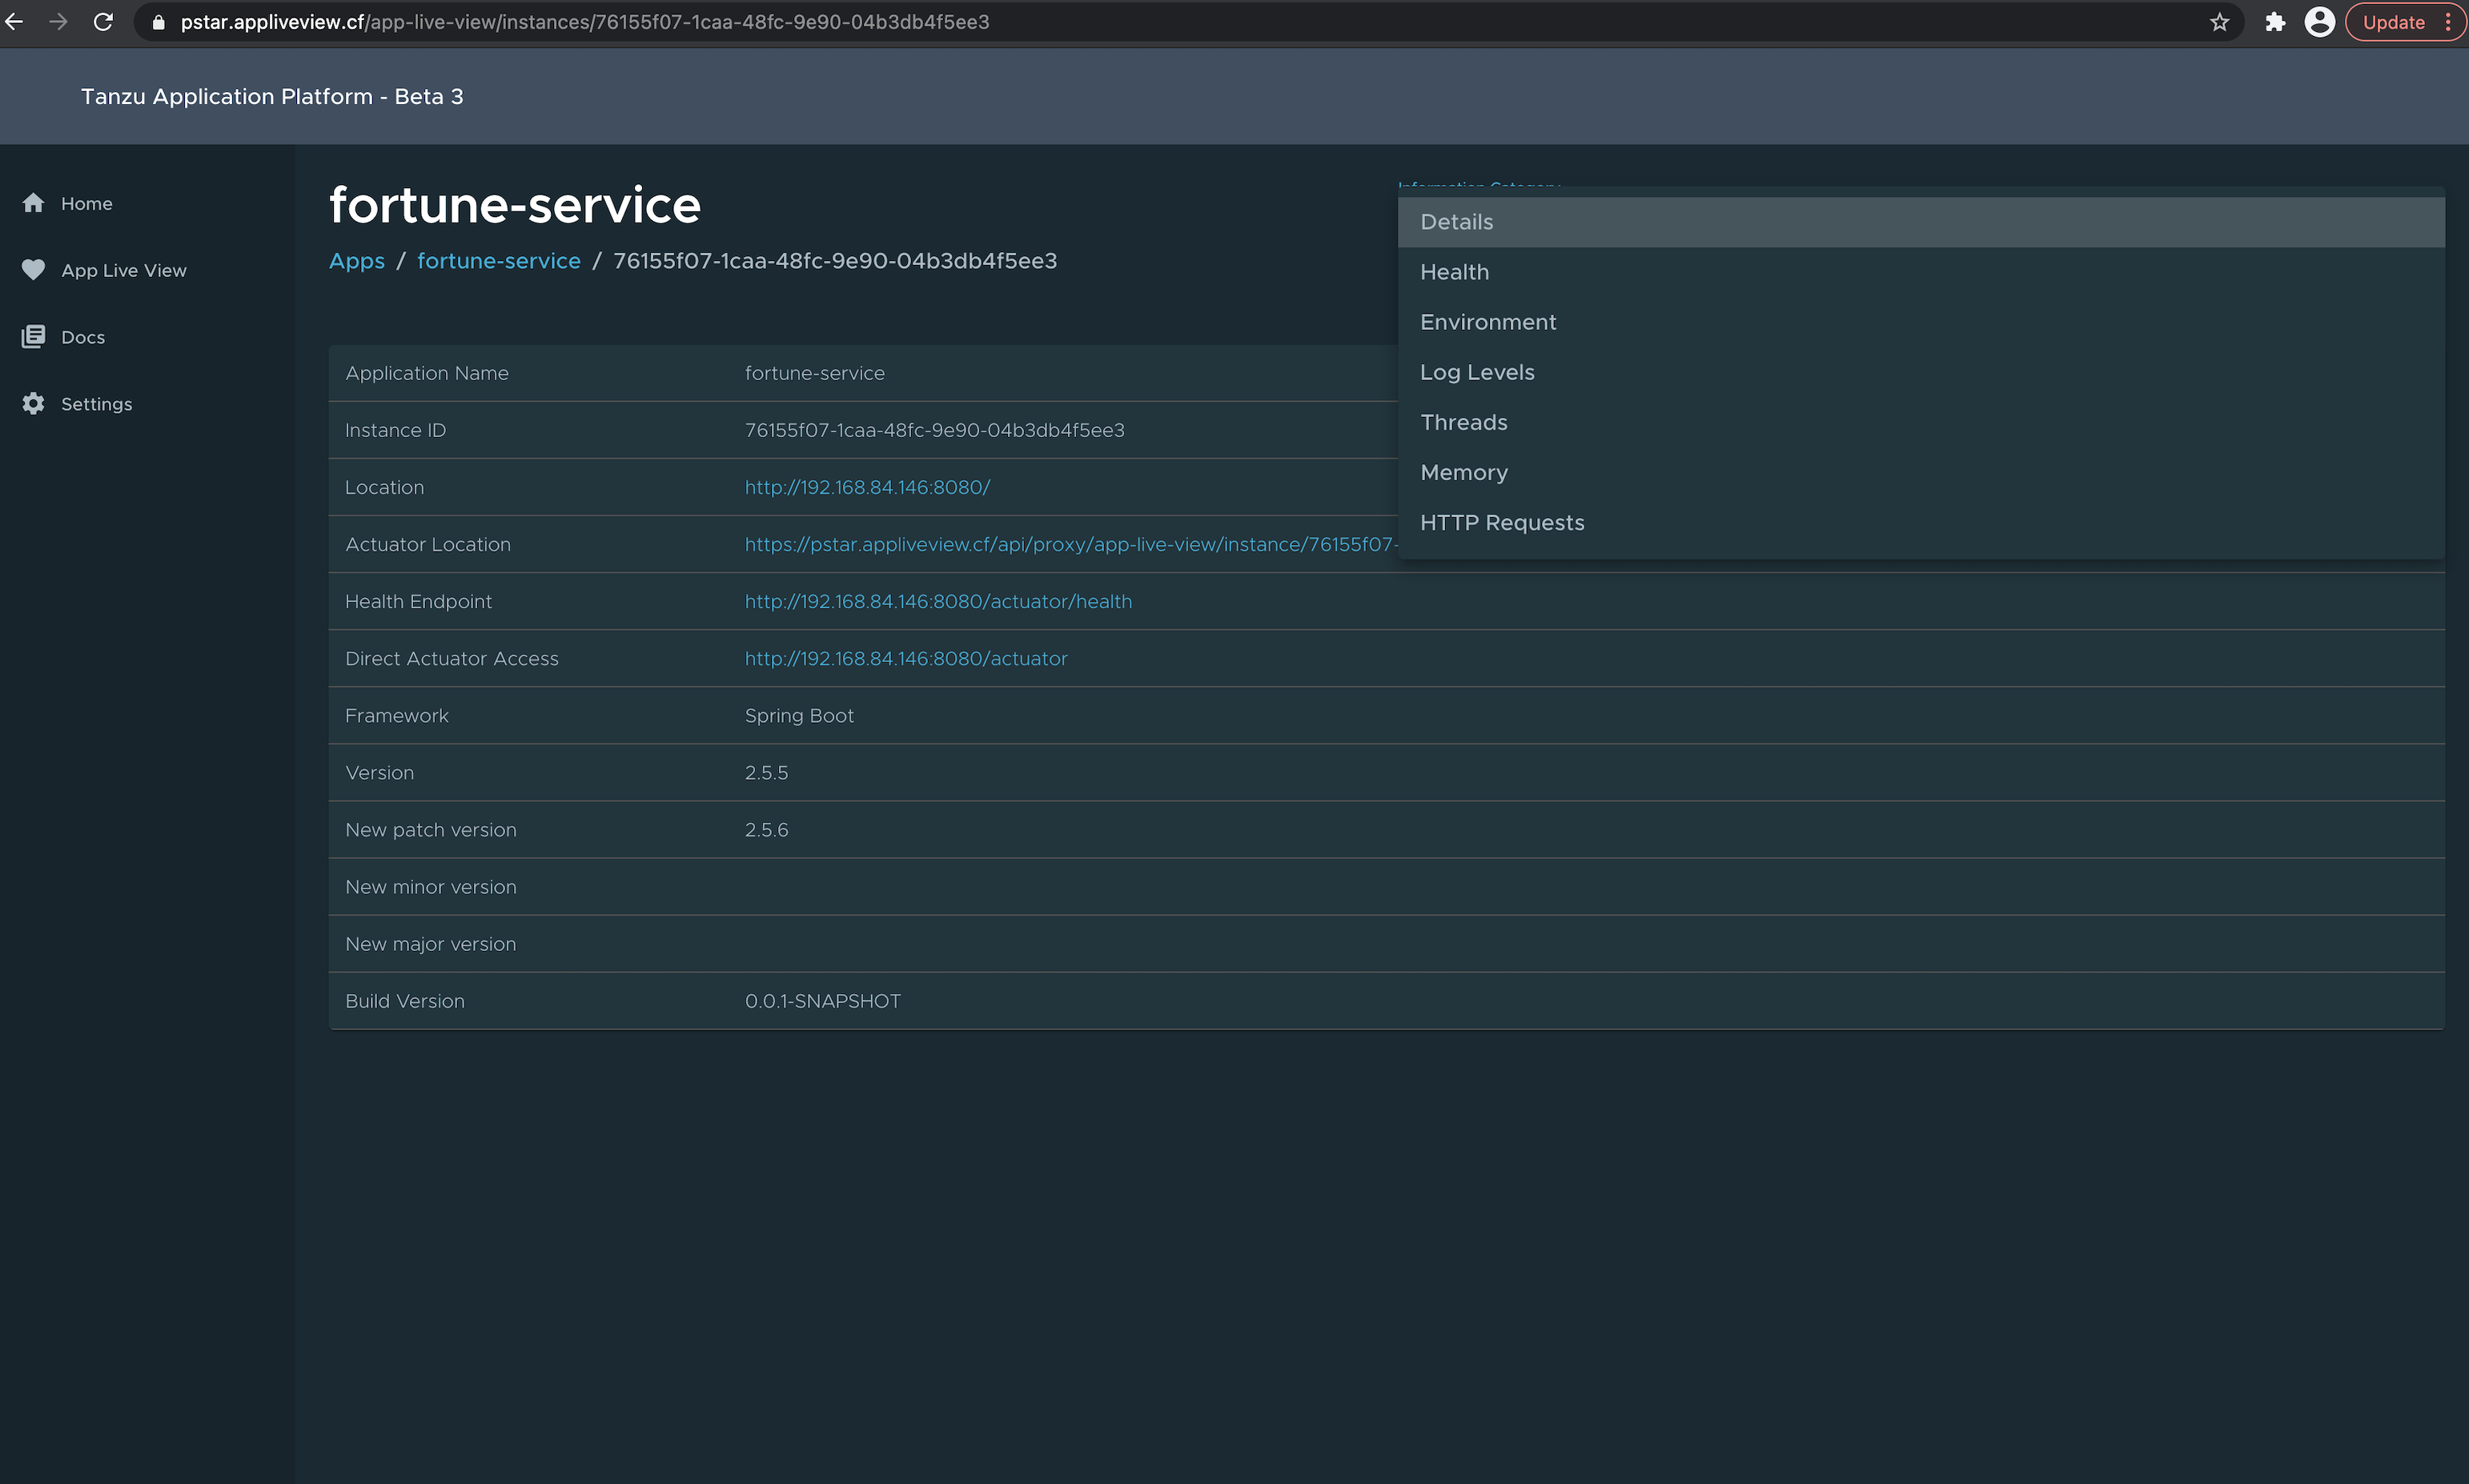 pstar.appliveview.cf/app-live-view/instances/76155f07-1caa-48fc-9e90-04b3db4f5ee3
Update
Tanzu Application Platform - Beta 3
Home
App Live View
Docs
Settings
fortune-service
Apps / fortune-service / 76155f07-1caa-48fc-9e90-04b3db4f5ee3
Information Category
Details
Health
Environment
Log Levels
Threads
Memory
HTTP Requests
Application Name fortune-service
Instance ID 76155f07-1caa-48fc-9e90-04b3db4f5ee3
Location http://192.168.84.146:8080/
Actuator Location https://pstar.appliveview.cf/api/proxy/app-live-view/instance/76155f07-
Health Endpoint http://192.168.84.146:8080/actuator/health
Direct Actuator Access http://192.168.84.146:8080/actuator
Framework Spring Boot
Version 2.5.5
New patch version 2.5.6
New minor version
New major version
Build Version 0.0.1-SNAPSHOT